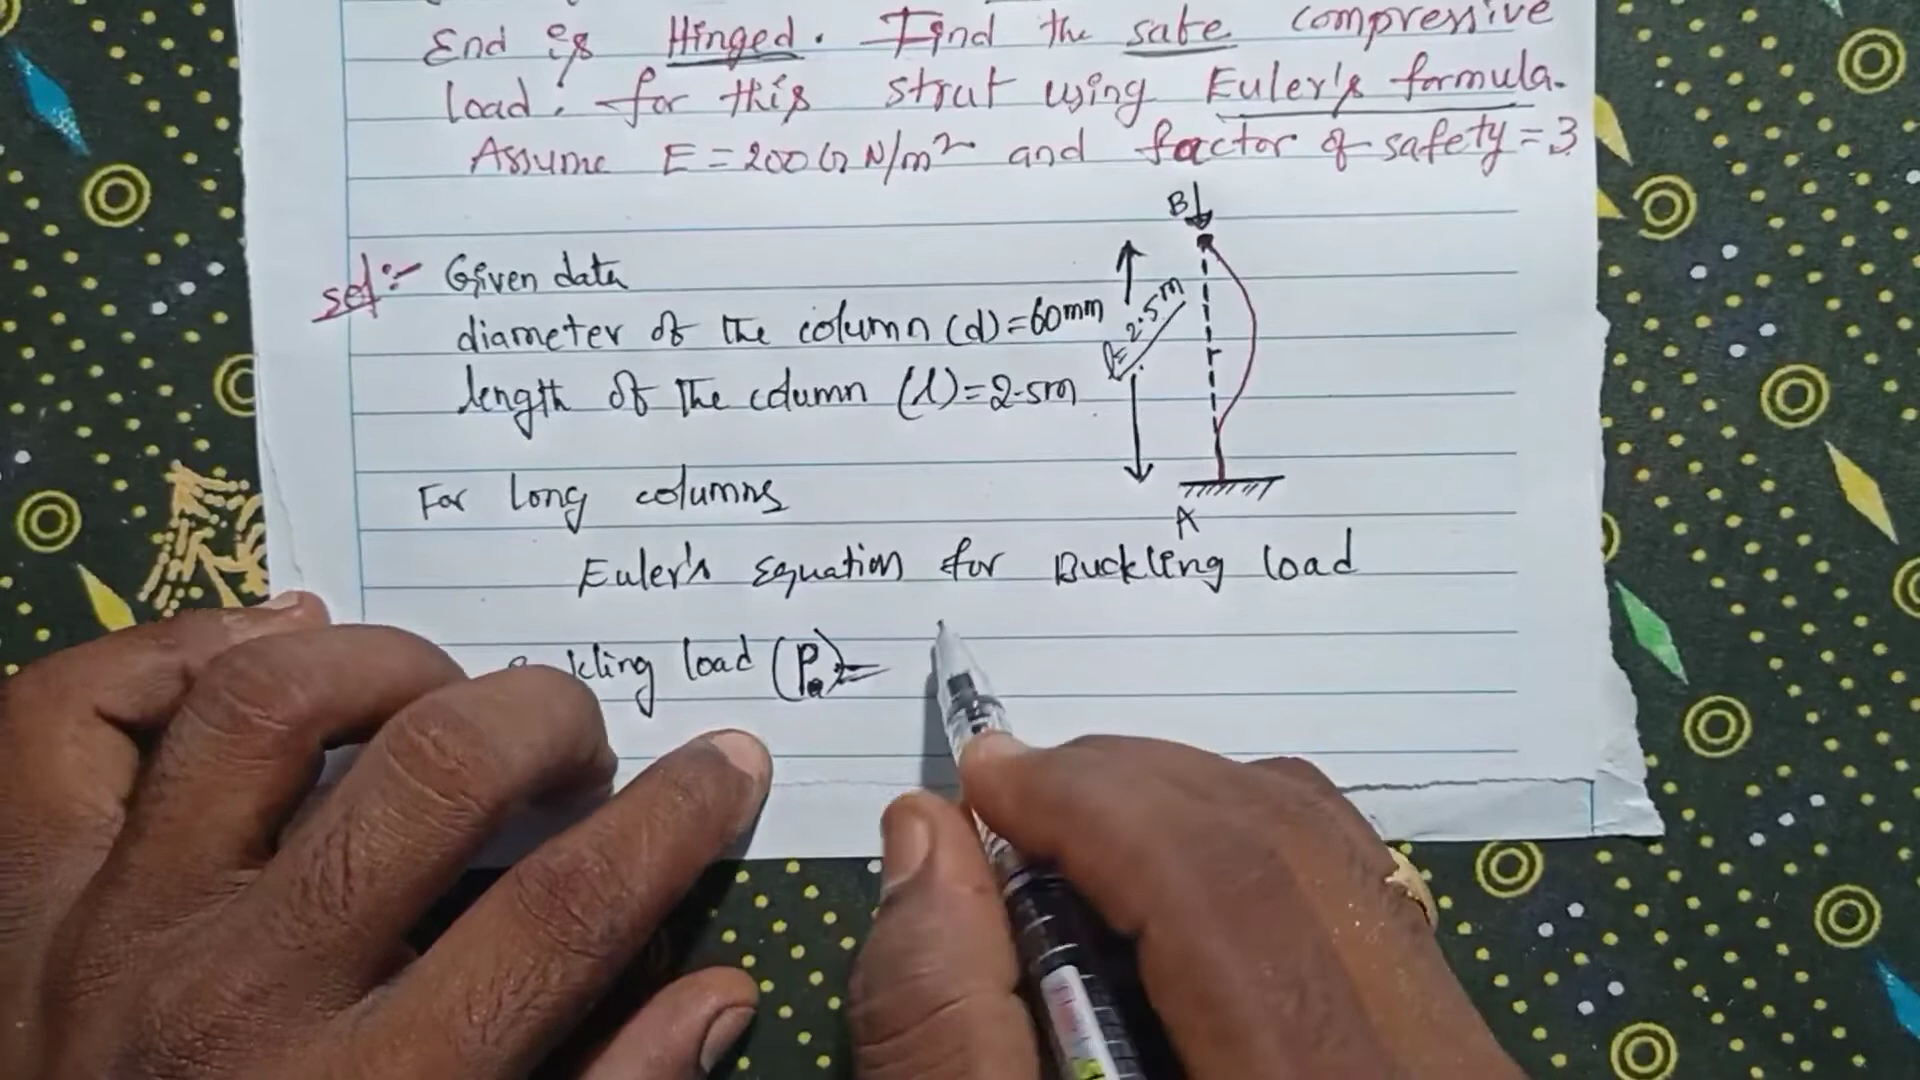 End is Hinged. Find the safe compressive
load. for this strut using Euler's formula.
Assume E = 200 G N/m² and factor of safety = 3
B
Sol:- Given data
diameter of the column (d) = 60mm
l = 2.5m
length of the column (l) = 2.5m
For long columns
A
Euler's Equation for Buckling load
kling load (P) =